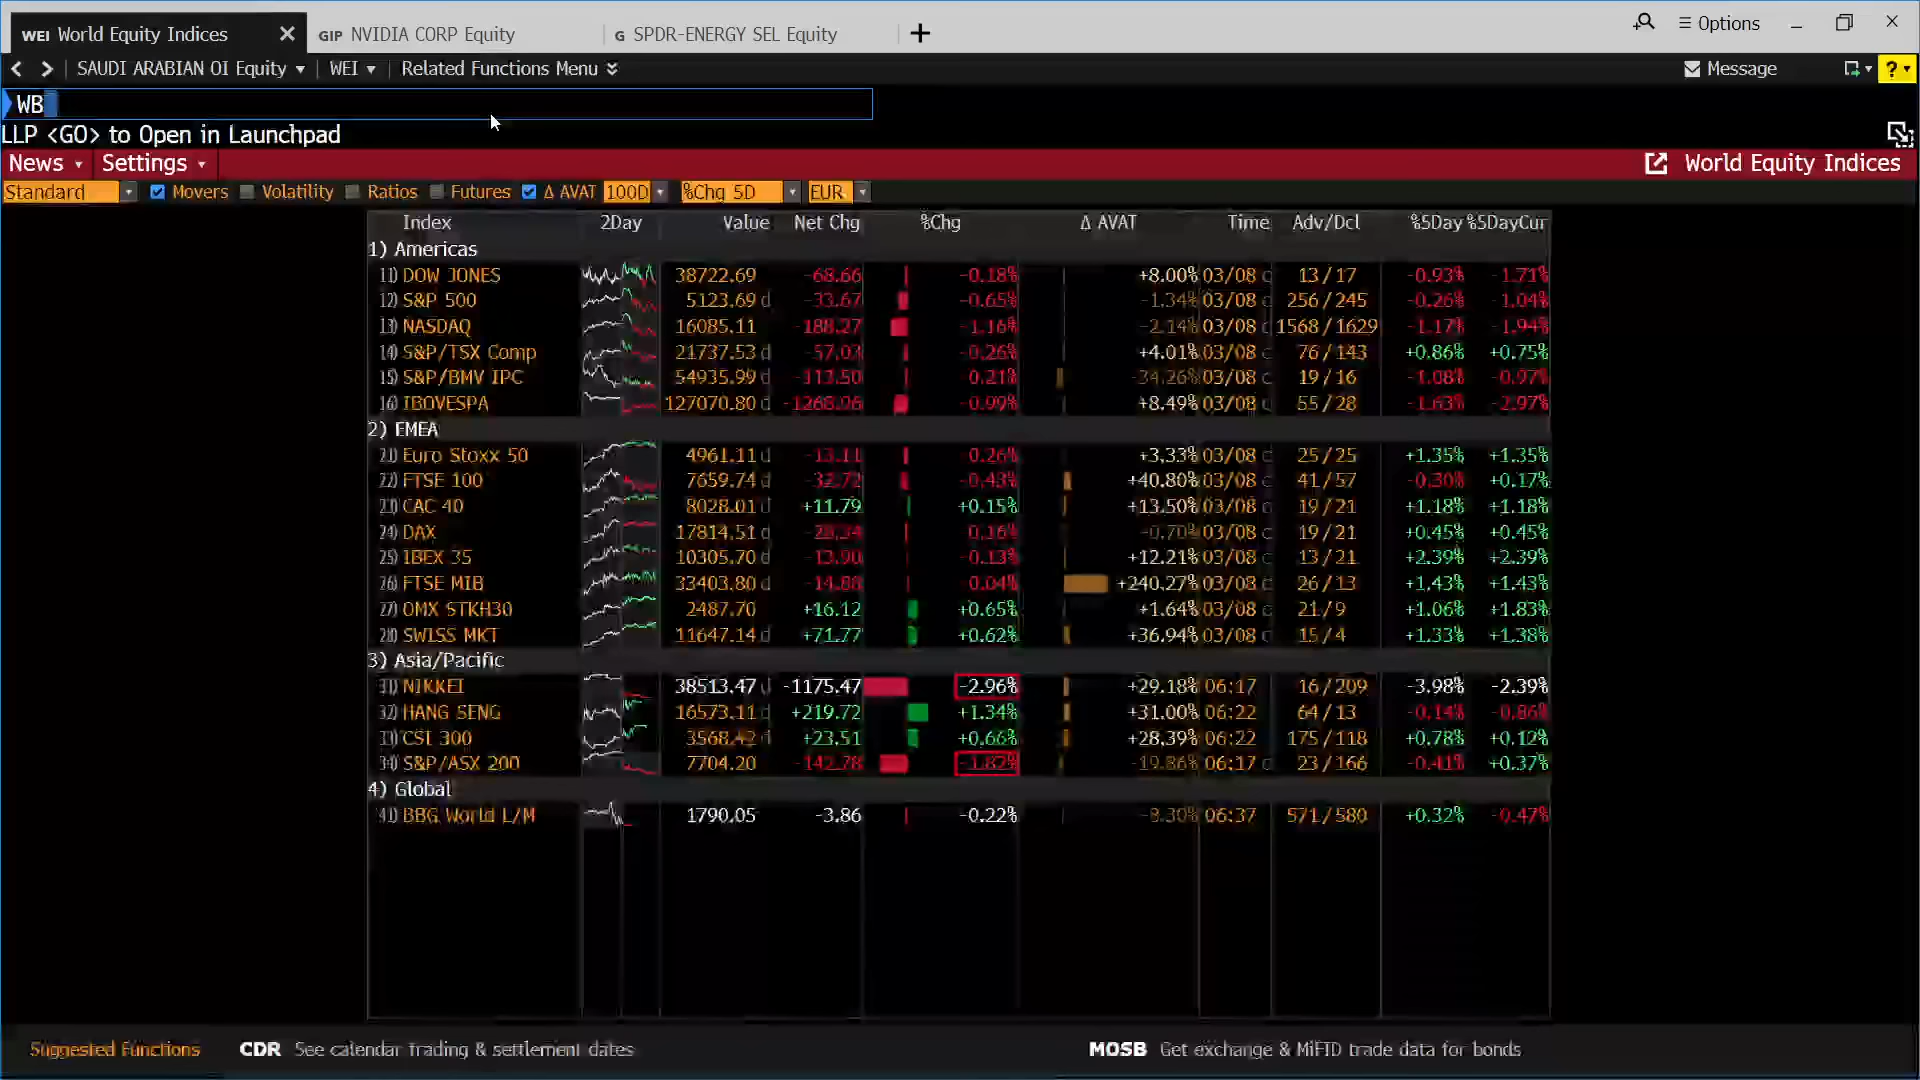 WEI World Equity Indices
GIP NVIDIA CORP Equity
G SPDR-ENERGY SEL Equity
Options
SAUDI ARABIAN OI Equity
WEI
Related Functions Menu
Message
?
WB
LLP <GO> to Open in Launchpad
News
Settings
World Equity Indices
Standard
Movers
Volatility
Ratios
Futures
Δ AVAT
100D
%Chg 5D
EUR
Index 2Day Value Net Chg %Chg Δ AVAT Time Adv/Dcl %5Day %5DayCur
1) Americas
11) DOW JONES 38722.69 -68.66 -0.18% +8.00% 03/08 c 13/17 -0.93% -1.71%
12) S&P 500 5123.69 d -33.67 -0.65% -1.34% 03/08 c 256/245 -0.26% -1.04%
13) NASDAQ 16085.11 -188.27 -1.16% -2.14% 03/08 c 1568/1629 -1.17% -1.94%
14) S&P/TSX Comp 21737.53 d -57.03 -0.26% +4.01% 03/08 c 76/143 +0.86% +0.75%
15) S&P/BMV IPC 54935.99 d -113.50 -0.21% -34.26% 03/08 c 19/16 -1.08% -0.97%
16) IBOVESPA 127070.80 d -1268.06 -0.99% +8.49% 03/08 c 55/28 -1.63% -2.97%
2) EMEA
21) Euro Stoxx 50 4961.11 d -13.11 -0.26% +3.33% 03/08 c 25/25 +1.35% +1.35%
22) FTSE 100 7659.74 d -32.72 -0.43% +40.80% 03/08 c 41/57 -0.30% +0.17%
23) CAC 40 8028.01 d +11.79 +0.15% +13.50% 03/08 c 19/21 +1.18% +1.18%
24) DAX 17814.51 d -0.16% -0.70% 03/08 c 19/21 +0.45% +0.45%
25) IBEX 35 10305.70 d -13.90 -0.13% +12.21% 03/08 c 13/21 +2.39% +2.39%
26) FTSE MIB 33403.80 d -14.88 -0.04% +240.27% 03/08 c 26/13 +1.43% +1.43%
27) OMX STKH30 2487.70 +16.12 +0.65% +1.64% 03/08 c 21/9 +1.06% +1.83%
28) SWISS MKT 11647.14 d +71.77 +0.62% +36.94% 03/08 c 15/4 +1.33% +1.38%
3) Asia/Pacific
31) NIKKEI 38513.47 d -1175.47 -2.96% +29.18% 06:17 16/209 -3.98% -2.39%
32) HANG SENG 16573.11 d +219.72 +1.34% +31.00% 06:22 64/13 -0.14% -0.86%
33) CSI 300 3568.42 d +23.51 +0.66% +28.39% 06:22 175/118 +0.78% +0.12%
34) S&P/ASX 200 7704.20 -142.78 -1.82% -19.86% 06:17 c 23/166 -0.41% +0.37%
4) Global
41) BBG World L/M 1790.05 -3.86 -0.22% -8.30% 06:37 571/580 +0.32% -0.47%
Suggested Functions
CDR See calendar trading & settlement dates
MOSB Get exchange & MiFID trade data for bonds